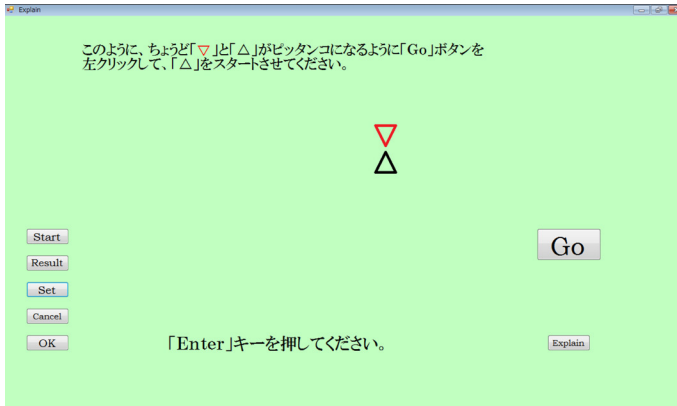 Explain
このように、ちょうど「▽」と「△」がピッタンコになるように「Go」ボタンを
左クリックして、「△」をスタートさせてください。
Start
Go
Result
Set
Cancel
OK
「Enter」キーを押してください。
Explain